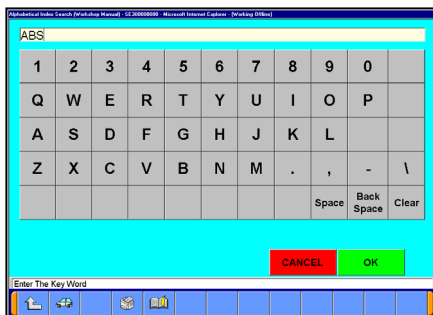 Alphabetical Index Search (Workshop Manual) - SE300000000 - Microsoft Internet Explorer - [Working Offline]
ABS
1 2 3 4 5 6 7 8 9 0
Q W E R T Y U I O P
A S D F G H J K L
Z X C V B N M . , - \
Space Back Space Clear
CANCEL OK
Enter The Key Word